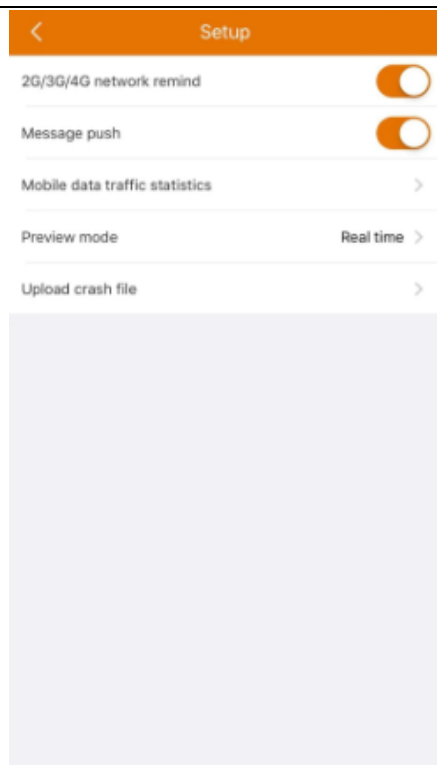 Setup
2G/3G/4G network remind
Message push
Mobile data traffic statistics
Preview mode Real time
Upload crash file